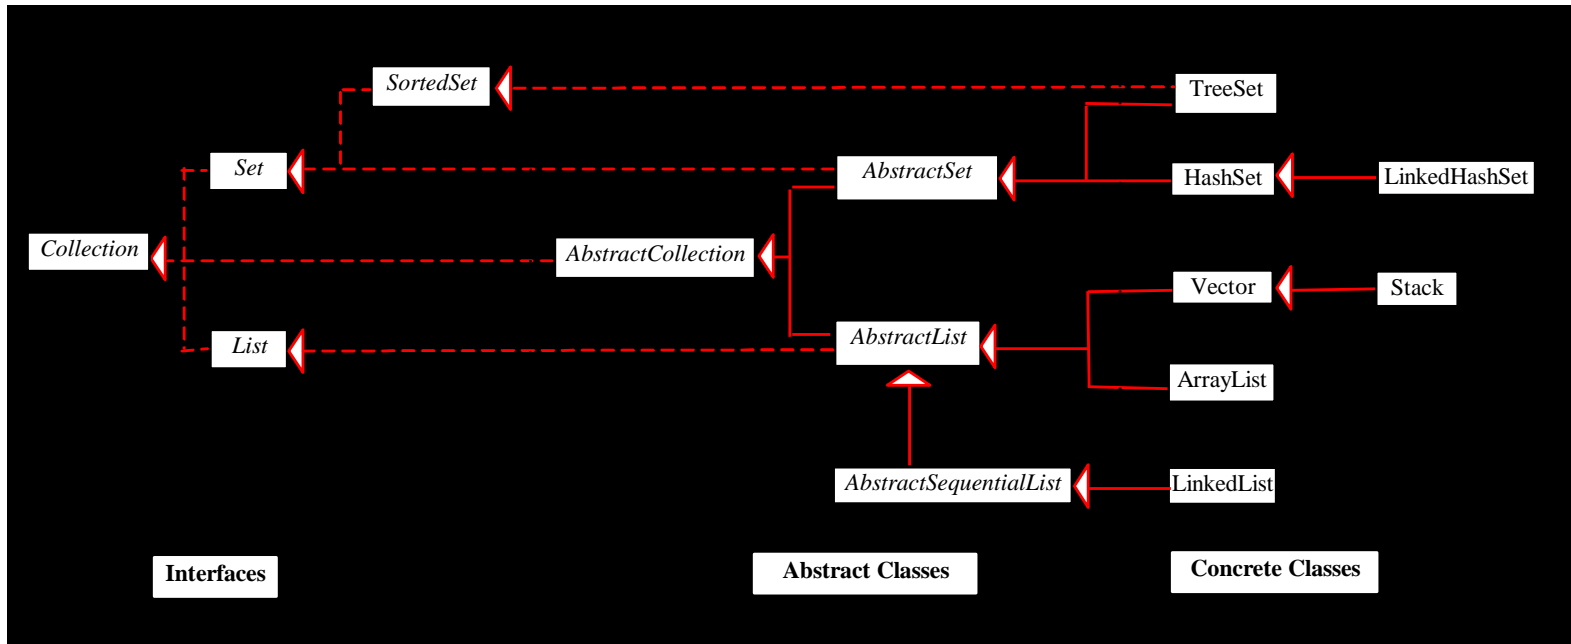 SortedSet
TreeSet
Set
AbstractSet
HashSet
LinkedHashSet
Collection
AbstractCollection
Vector
Stack
List
AbstractList
ArrayList
AbstractSequentialList
LinkedList
Interfaces
Abstract Classes
Concrete Classes